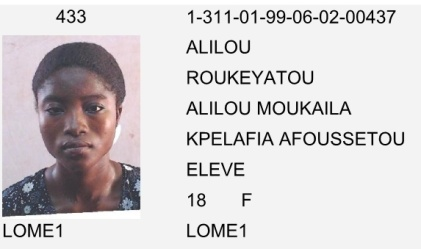 433
1-311-01-99-06-02-00437
ALILOU
ROUKEYATOU
ALILOU MOUKAILA
KPELAFIA AFOUSSETOU
ELEVE
18 F
LOME1
LOME1